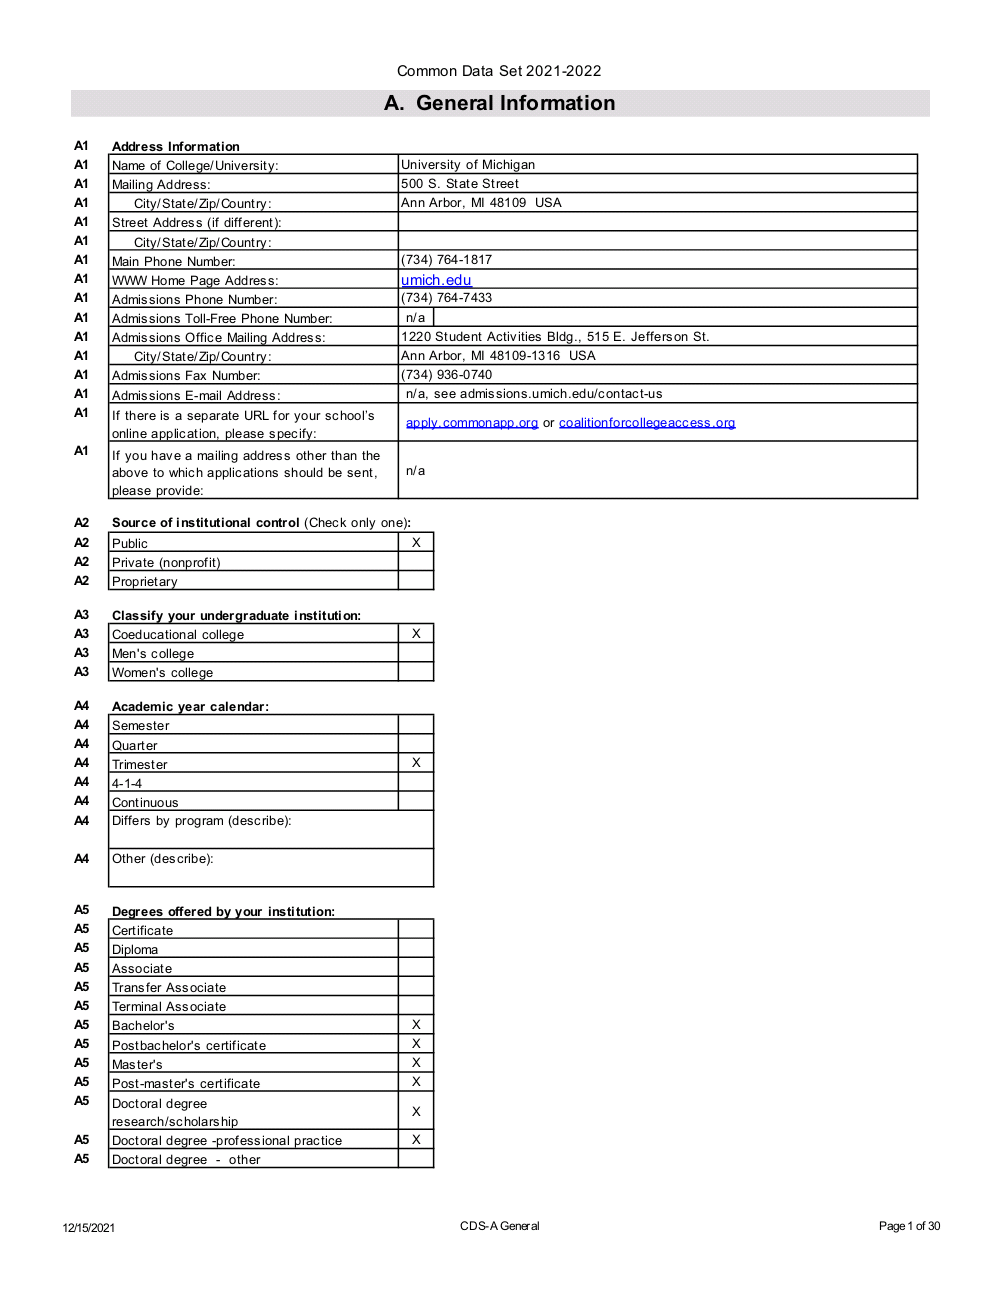 Common Data Set 2021-2022
A.  General Information
A1 Address Information
A1 Name of College/University: University of Michigan
A1 Mailing Address: 500 S. State Street
A1 City/State/Zip/Country: Ann Arbor, MI 48109  USA
A1 Street Address (if different):
A1 City/State/Zip/Country:
A1 Main Phone Number: (734) 764-1817
A1 WWW Home Page Address: umich.edu
A1 Admissions Phone Number: (734) 764-7433
A1 Admissions Toll-Free Phone Number: n/a
A1 Admissions Office Mailing Address: 1220 Student Activities Bldg., 515 E. Jefferson St.
A1 City/State/Zip/Country: Ann Arbor, MI 48109-1316  USA
A1 Admissions Fax Number: (734) 936-0740
A1 Admissions E-mail Address: n/a, see admissions.umich.edu/contact-us
A1 If there is a separate URL for your school's
online application, please specify: apply.commonapp.org or coalitionforcollegeaccess.org
A1 If you have a mailing address other than the
above to which applications should be sent, n/a
please provide:
A2 Source of institutional control (Check only one):
A2 Public X
A2 Private (nonprofit)
A2 Proprietary
A3 Classify your undergraduate institution:
A3 Coeducational college X
A3 Men's college
A3 Women's college
A4 Academic year calendar:
A4 Semester
A4 Quarter
A4 Trimester X
A4 4-1-4
A4 Continuous
A4 Differs by program (describe):
A4 Other (describe):
A5 Degrees offered by your institution:
A5 Certificate
A5 Diploma
A5 Associate
A5 Transfer Associate
A5 Terminal Associate
A5 Bachelor's X
A5 Postbachelor's certificate X
A5 Master's X
A5 Post-master's certificate X
A5 Doctoral degree
research/scholarship X
A5 Doctoral degree -professional practice X
A5 Doctoral degree  -  other
12/15/2021 CDS-A General Page 1 of 30